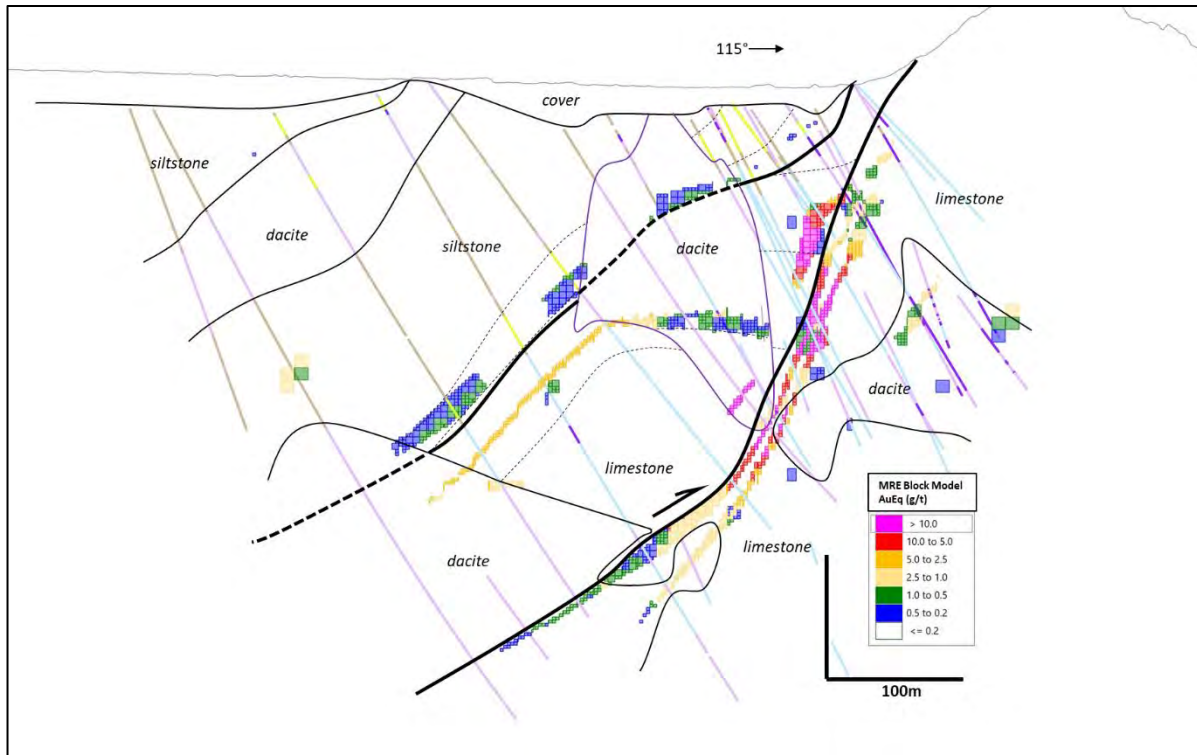 115°
cover
siltstone
limestone
dacite
siltstone
dacite
dacite
limestone
limestone
dacite
MRE Block Model
AuEq (g/t)
> 10.0
10.0 to 5.0
5.0 to 2.5
2.5 to 1.0
1.0 to 0.5
0.5 to 0.2
<= 0.2
100m